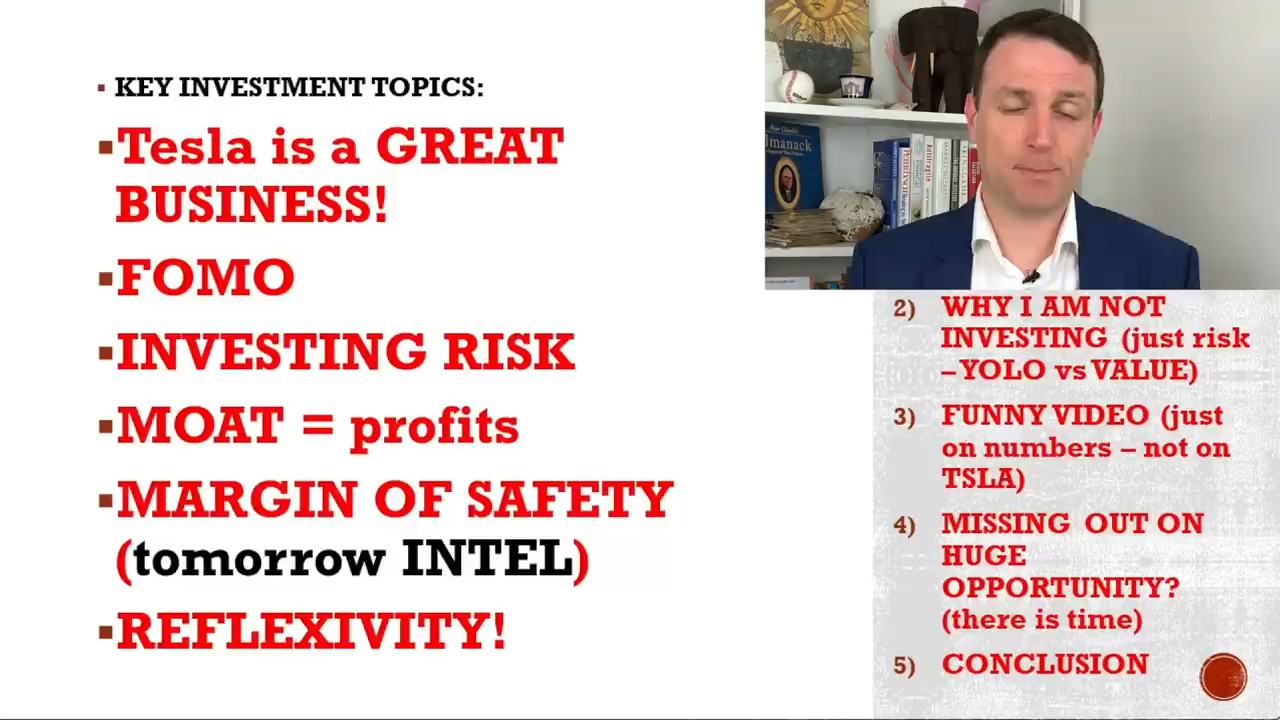 KEY INVESTMENT TOPICS:
Tesla is a GREAT
BUSINESS!
FOMO
INVESTING RISK
MOAT = profits
MARGIN OF SAFETY
(tomorrow INTEL)
REFLEXIVITY!
Almanack
Antifragile
2) WHY I AM NOT
INVESTING (just risk
–YOLO vs VALUE)
3) FUNNY VIDEO (just
on numbers – not on
TSLA)
4) MISSING OUT ON
HUGE
OPPORTUNITY?
(there is time)
5) CONCLUSION